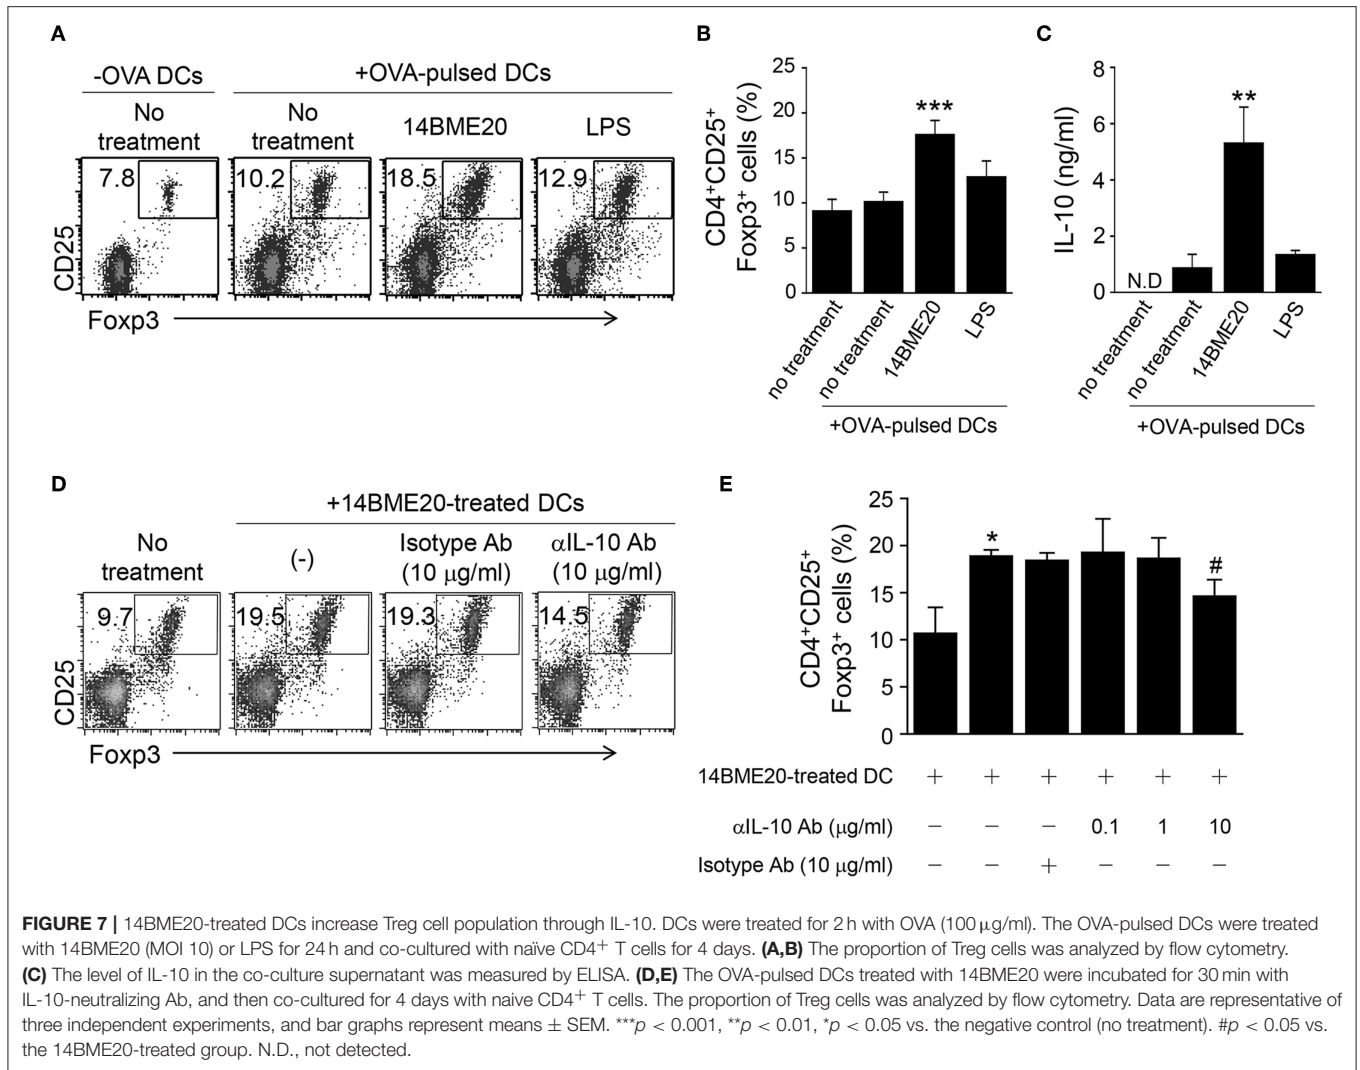 A
-OVA DCs
+OVA-pulsed DCs
No
treatment
No
treatment
14BME20
LPS
7.8
10.2
18.5
12.9
CD25
Foxp3
B
CD4+CD25+
Foxp3+ cells (%)
25
20
15
10
5
0
***
no treatment
no treatment
14BME20
LPS
+OVA-pulsed DCs
C
IL-10 (ng/ml)
8
6
4
2
0
N.D
**
no treatment
no treatment
14BME20
LPS
+OVA-pulsed DCs
D
+14BME20-treated DCs
No
treatment
(-)
Isotype Ab
(10 μg/ml)
αIL-10 Ab
(10 μg/ml)
9.7
19.5
19.3
14.5
CD25
Foxp3
E
CD4+CD25+
Foxp3+ cells (%)
25
20
15
10
5
0
*
#
14BME20-treated DC + + + + + +
αIL-10 Ab (μg/ml) − − − 0.1 1 10
Isotype Ab (10 μg/ml) − − + − − −
FIGURE 7 | 14BME20-treated DCs increase Treg cell population through IL-10. DCs were treated for 2 h with OVA (100 μg/ml). The OVA-pulsed DCs were treated
with 14BME20 (MOI 10) or LPS for 24 h and co-cultured with naïve CD4+ T cells for 4 days. (A,B) The proportion of Treg cells was analyzed by flow cytometry.
(C) The level of IL-10 in the co-culture supernatant was measured by ELISA. (D,E) The OVA-pulsed DCs treated with 14BME20 were incubated for 30 min with
IL-10-neutralizing Ab, and then co-cultured for 4 days with naive CD4+ T cells. The proportion of Treg cells was analyzed by flow cytometry. Data are representative of
three independent experiments, and bar graphs represent means ± SEM. ***p < 0.001, **p < 0.01, *p < 0.05 vs. the negative control (no treatment). #p < 0.05 vs.
the 14BME20-treated group. N.D., not detected.